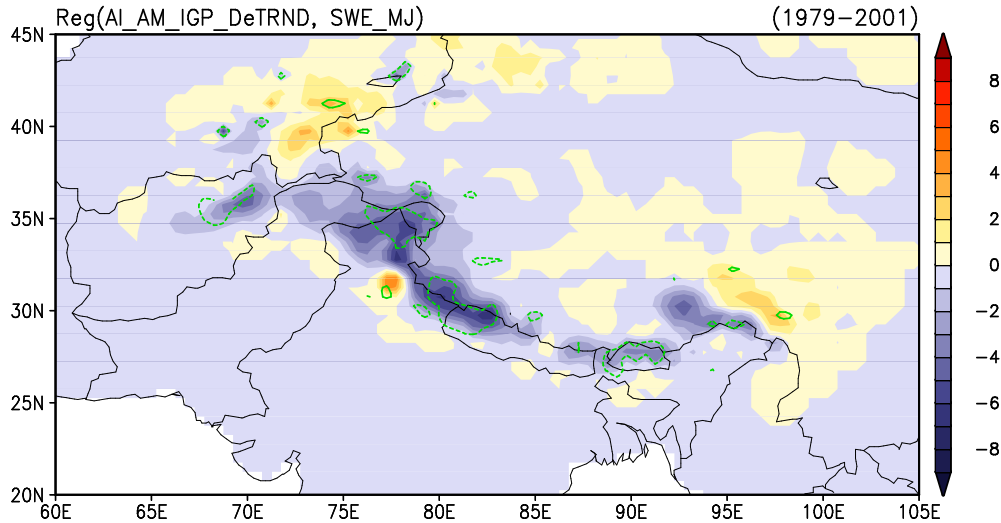 Reg(AI_AM_IGP_DeTRND, SWE_MJ) (1979-2001)
45N
40N
35N
30N
25N
20N
60E 65E 70E 75E 80E 85E 90E 95E 100E 105E
8
6
4
2
0
-2
-4
-6
-8